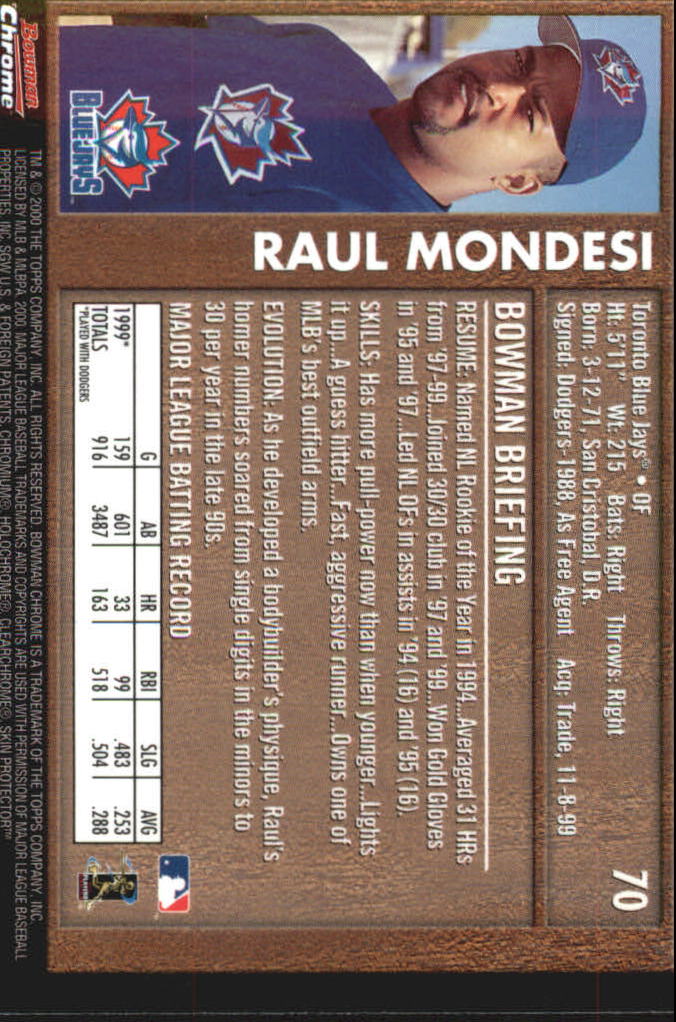 RAUL MONDESI
70
Toronto Blue Jays® • OF
Ht: 5'11" Wt: 215 Bats: Right Throws: Right
Born: 3-12-71, San Cristobal, D.R.
Signed: Dodgers-1988, As Free Agent Acq: Trade, 11-8-99
BOWMAN BRIEFING
RESUME: Named NL Rookie of the Year in 1994...Averaged 31 HRs
from '97-99...Joined 30/30 club in '97 and '99...Won Gold Gloves
in '95 and '97...Led NL OFs in assists in '94 (16) and '95 (16).
SKILLS: Has more pull-power now than when younger...Lights
it up...A guess hitter...Fast, aggressive runner...Owns one of
MLB's best outfield arms.
EVOLUTION: As he developed a bodybuilder's physique, Raul's
homer numbers soared from single digits in the minors to
30 per year in the late 90s.
MAJOR LEAGUE BATTING RECORD
G AB HR RBI SLG AVG
1999* 159 601 33 99 .483 .253
TOTALS 916 3487 163 518 .504 .288
*PLAYED WITH DODGERS
BLUE JAYS
Bowman
Chrome
TM & © 2000 THE TOPPS COMPANY, INC. ALL RIGHTS RESERVED. BOWMAN CHROME IS A TRADEMARK OF THE TOPPS COMPANY, INC.
LICENSED BY MLB & MLBPA. 2000. MAJOR LEAGUE BASEBALL TRADEMARKS AND COPYRIGHTS ARE USED WITH PERMISSION OF MAJOR LEAGUE BASEBALL
PROPERTIES, INC. SGW U.S. & FOREIGN PATENTS, CHROMIUM®, HOLOCHROME®, CLEARCHROME®, SKIN PROTECTOR™